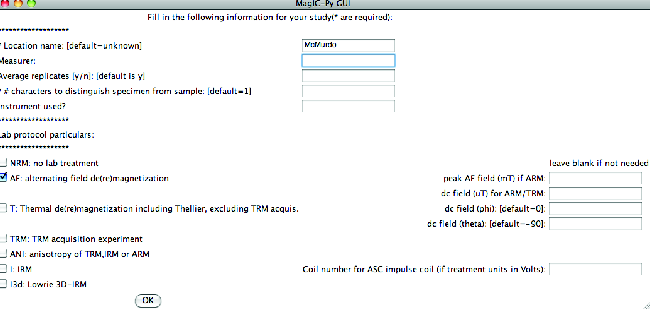 MagIC-Py GUI
Fill in the following information for your study(* are required):
*******************
* Location name: [default=unknown] McMurdo
Measurer:
Average replicates [y/n]: [default is y]
* # characters to distinguish specimen from sample: [default=1]
Instrument used?
*******************
Lab protocol particulars:
*******************
NRM: no lab treatment leave blank if not needed
AF: alternating field de(re)magnetization peak AF field (mT) if ARM:
dc field (uT) for ARM/TRM:
T: Thermal de(re)magnetization including Thellier, excluding TRM acquis. dc field (phi): [default=0]:
dc field (theta): [default=-90]:
TRM: TRM acquisition experiment
ANI: anisotropy of TRM,IRM or ARM
I: IRM Coil number for ASC impulse coil (if treatment units in Volts):
I3d: Lowrie 3D-IRM
OK